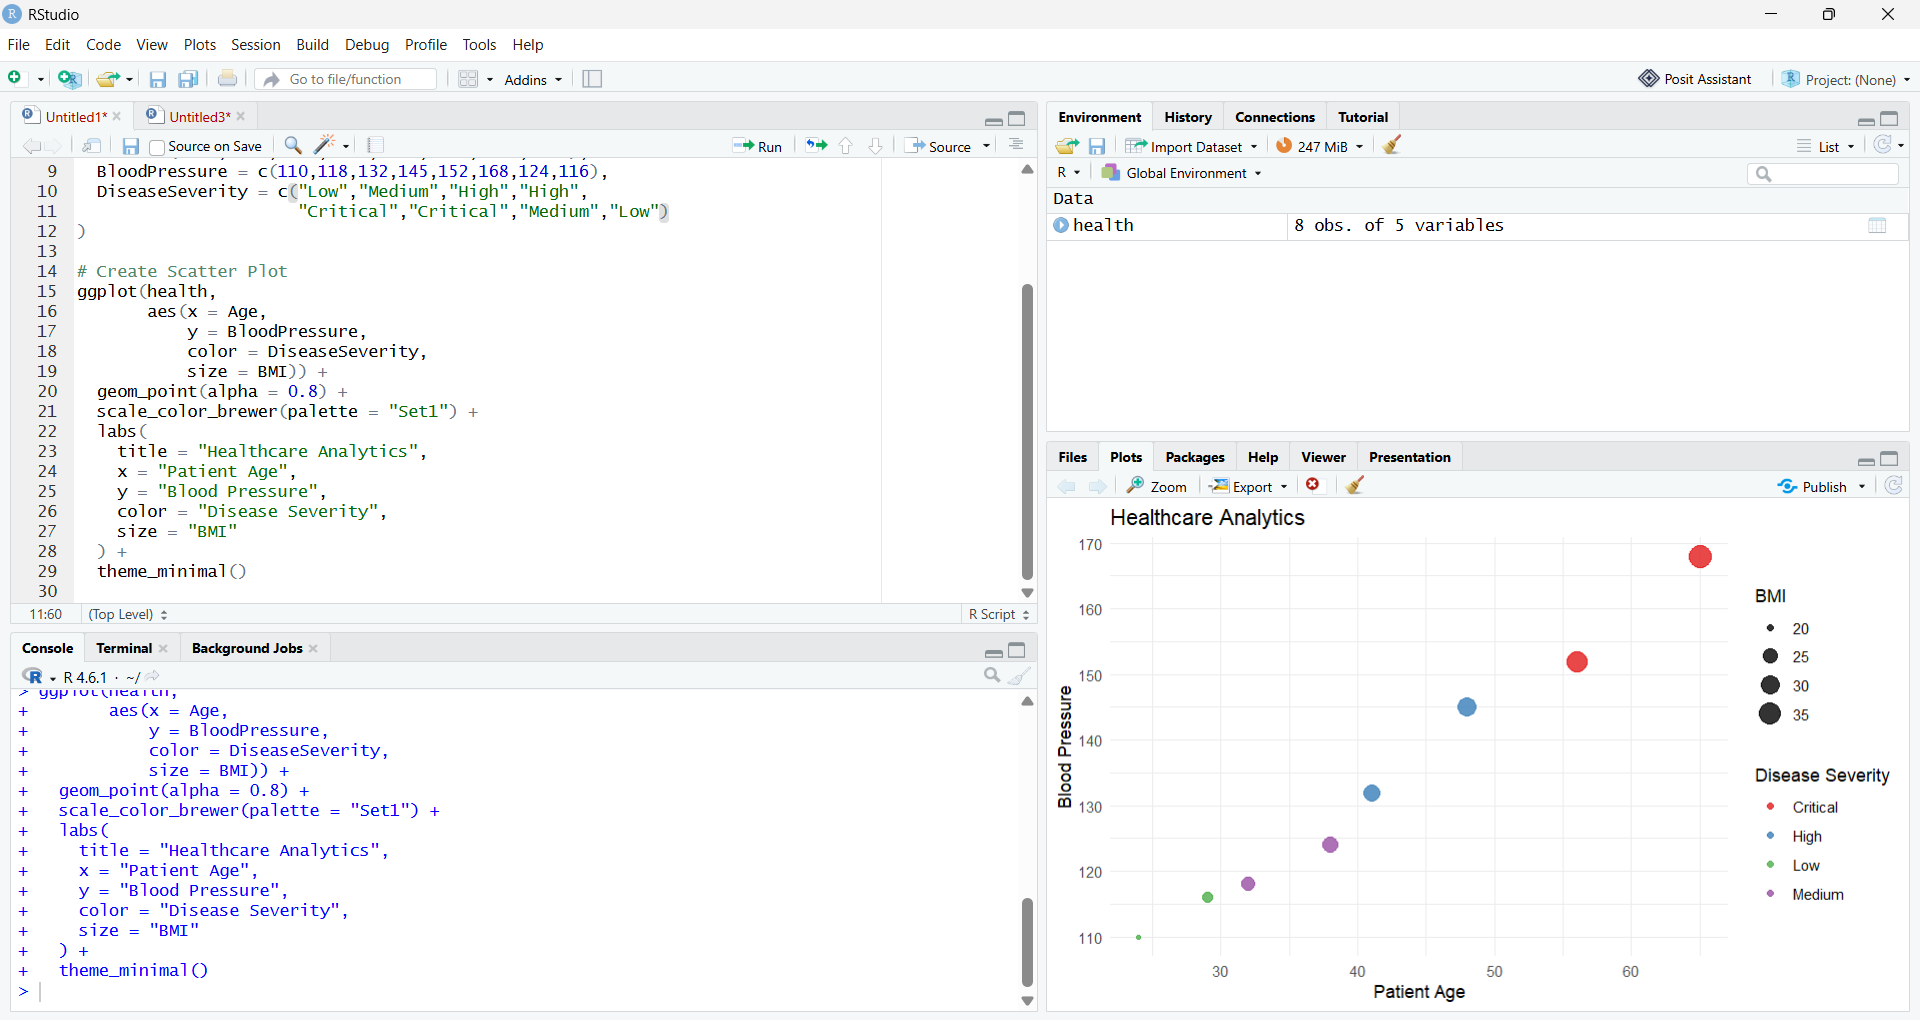 RStudio
File Edit Code View Plots Session Build Debug Profile Tools Help
Go to file/function Addins Posit Assistant Project: (None)
Untitled1* Untitled3*
Source on Save Run Source
9 BloodPressure = c(110,118,132,145,152,168,124,116),
10 DiseaseSeverity = c("Low","Medium","High","High",
11 "Critical","Critical","Medium","Low")
12 )
13
14 # Create Scatter Plot
15 ggplot(health,
16 aes(x = Age,
17 y = BloodPressure,
18 color = DiseaseSeverity,
19 size = BMI)) +
20 geom_point(alpha = 0.8) +
21 scale_color_brewer(palette = "Set1") +
22 labs(
23 title = "Healthcare Analytics",
24 x = "Patient Age",
25 y = "Blood Pressure",
26 color = "Disease Severity",
27 size = "BMI"
28 ) +
29 theme_minimal()
30
11:60 (Top Level) R Script
Console Terminal Background Jobs
R 4.6.1 · ~/
> ggplot(health,
+ aes(x = Age,
+ y = BloodPressure,
+ color = DiseaseSeverity,
+ size = BMI)) +
+ geom_point(alpha = 0.8) +
+ scale_color_brewer(palette = "Set1") +
+ labs(
+ title = "Healthcare Analytics",
+ x = "Patient Age",
+ y = "Blood Pressure",
+ color = "Disease Severity",
+ size = "BMI"
+ ) +
+ theme_minimal()
>
Environment History Connections Tutorial
Import Dataset 247 MiB List
R Global Environment
Data
health 8 obs. of 5 variables
Files Plots Packages Help Viewer Presentation
Zoom Export Publish
Healthcare Analytics
170
160
150
140
130
120
110
Blood Pressure
30 40 50 60
Patient Age
BMI
20
25
30
35
Disease Severity
Critical
High
Low
Medium